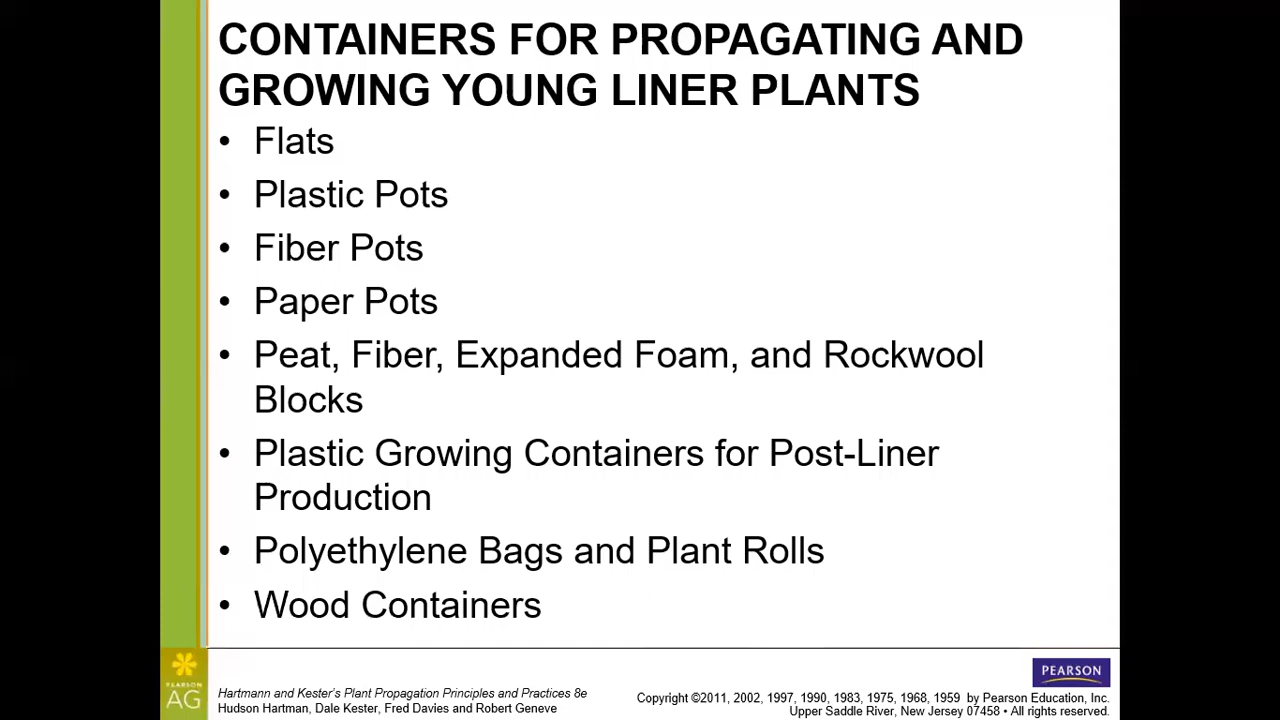 CONTAINERS FOR PROPAGATING AND
GROWING YOUNG LINER PLANTS
• Flats
• Plastic Pots
• Fiber Pots
• Paper Pots
• Peat, Fiber, Expanded Foam, and Rockwool
Blocks
• Plastic Growing Containers for Post-Liner
Production
• Polyethylene Bags and Plant Rolls
• Wood Containers
PEARSON
AG
Hartmann and Kester's Plant Propagation Principles and Practices 8e
Hudson Hartman, Dale Kester, Fred Davies and Robert Geneve
PEARSON
Copyright ©2011, 2002, 1997, 1990, 1983, 1975, 1968, 1959 by Pearson Education, Inc.
Upper Saddle River, New Jersey 07458 • All rights reserved.